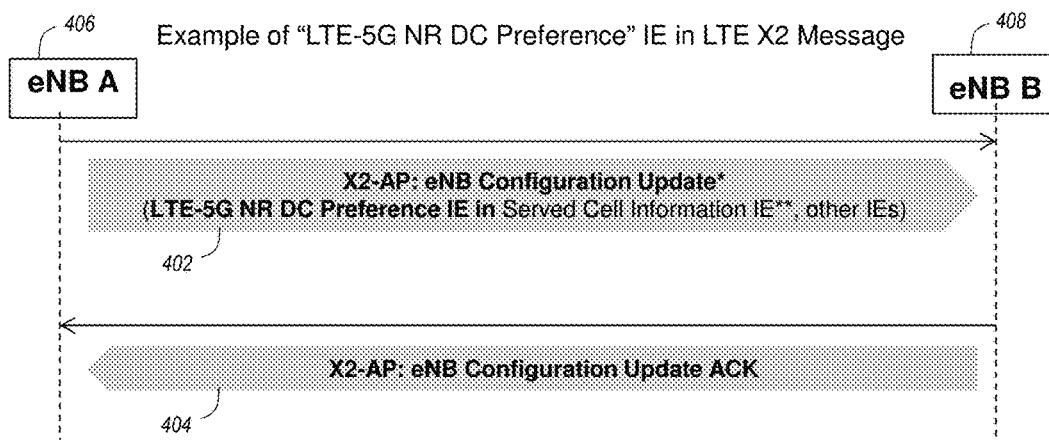 406
408
Example of “LTE-5G NR DC Preference” IE in LTE X2 Message
eNB A
eNB B
X2-AP: eNB Configuration Update*
(LTE-5G NR DC Preference IE in Served Cell Information IE**, other IEs)
402
X2-AP: eNB Configuration Update ACK
404